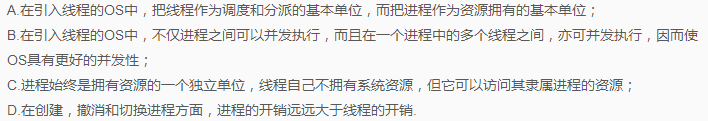 A.在引入线程的OS中，把线程作为调度和分派的基本单位，而把进程作为资源拥有的基本单位；
B.在引入线程的OS中，不仅进程之间可以并发执行，而且在一个进程中的多个线程之间，亦可并发执行，因而使
OS具有更好的并发性；
C.进程始终是拥有资源的一个独立单位，线程自己不拥有系统资源，但它可以访问其隶属进程的资源；
D.在创建，撤消和切换进程方面，进程的开销远远大于线程的开销.